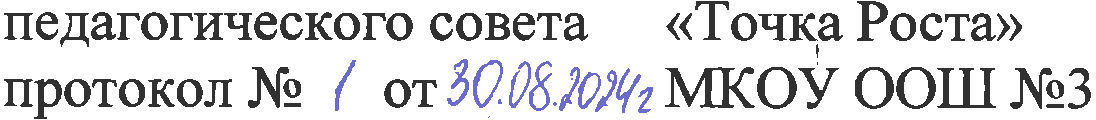 педагогического совета «Точка Роста»
протокол № 1 от 30.08.2024г МКОУ ООШ №3